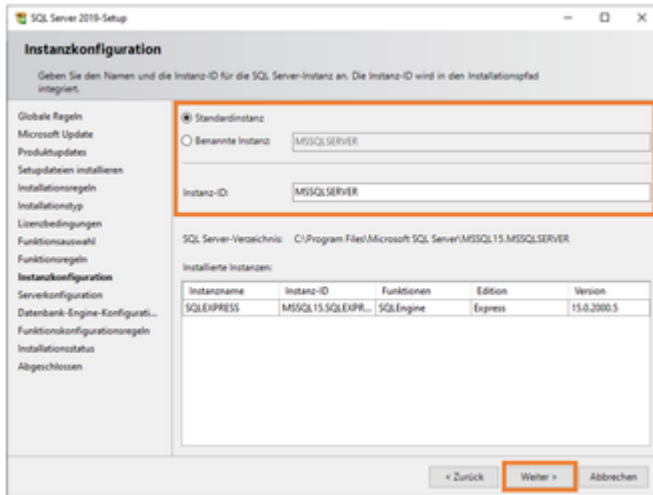 SQL Server 2019-Setup
Instanzkonfiguration
Geben Sie den Namen und die Instanz-ID für die SQL Server-Instanz an. Die Instanz-ID wird in den Installationspfad
integriert.
Globale Regeln
Microsoft Update
Produktupdates
Setupdateien installieren
Installationsregeln
Installationstyp
Lizenzbedingungen
Funktionsauswahl
Funktionsregeln
Instanzkonfiguration
Serverkonfiguration
Datenbank-Engine-Konfigurati...
Funktionskonfigurationsregeln
Installationsstatus
Abgeschlossen
Standardinstanz
Benannte Instanz: MSSQLSERVER
Instanz-ID: MSSQLSERVER
SQL Server-Verzeichnis: C:\Program Files\Microsoft SQL Server\MSSQL15.MSSQLSERVER
Installierte Instanzen:
Instanzname Instanz-ID Funktionen Edition Version
SQLEXPRESS MSSQL15.SQLEXPR... SQLEngine Express 15.0.2000.5
< Zurück Weiter > Abbrechen